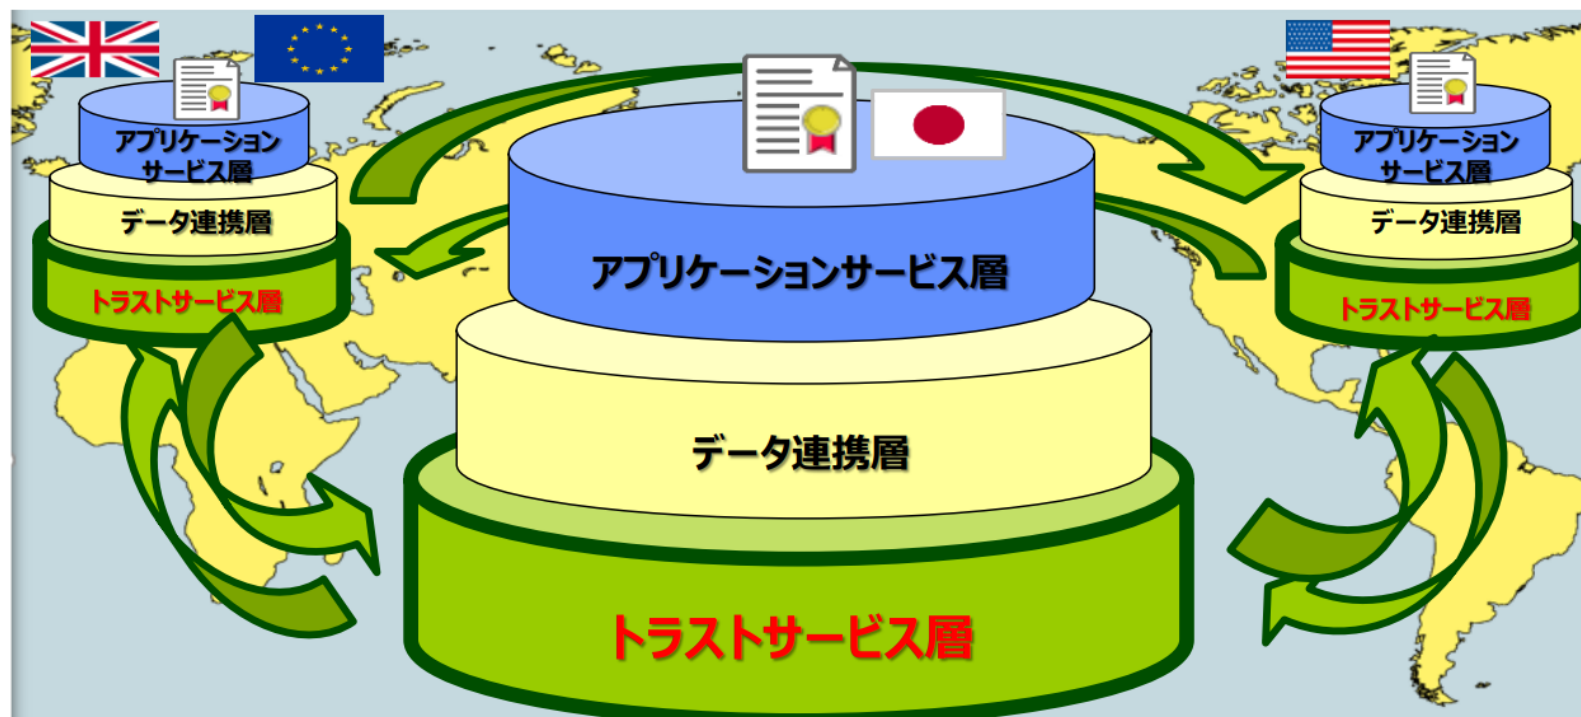 アプリケーション
サービス層
データ連携層
トラストサービス層
アプリケーションサービス層
データ連携層
トラストサービス層
アプリケーション
サービス層
データ連携層
トラストサービス層